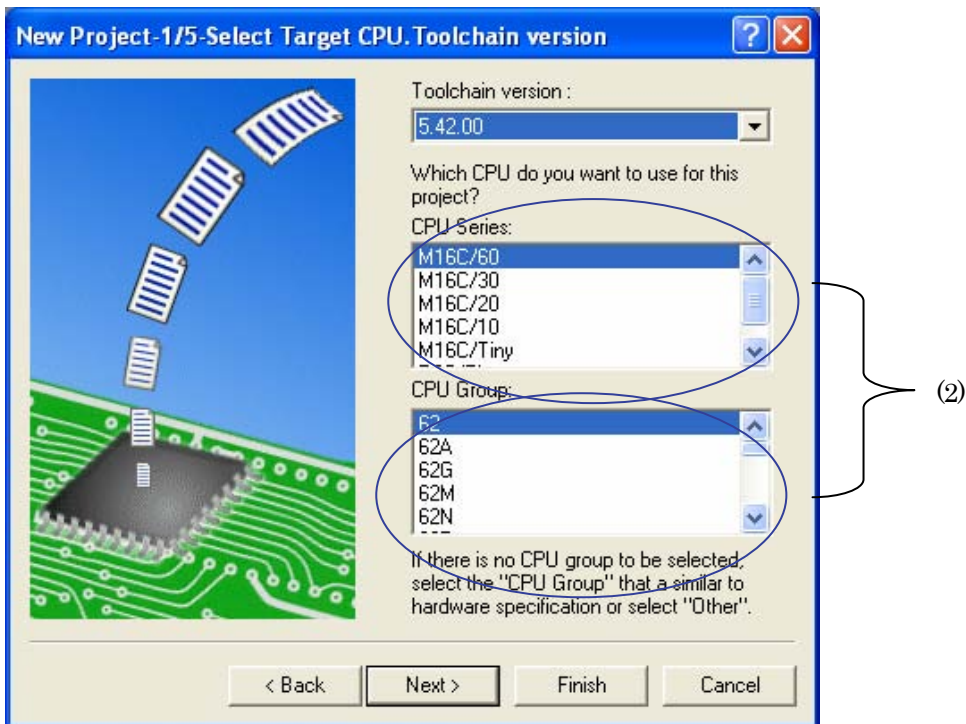 New Project-1/5-Select Target CPU.Toolchain version
Toolchain version :
5.42.00
Which CPU do you want to use for this
project?
CPU Series:
M16C/60
M16C/30
M16C/20
M16C/10
M16C/Tiny
CPU Group:
62
62A
62G
62M
62N
(2)
If there is no CPU group to be selected,
select the "CPU Group" that a similar to
hardware specification or select "Other".
< Back
Next >
Finish
Cancel